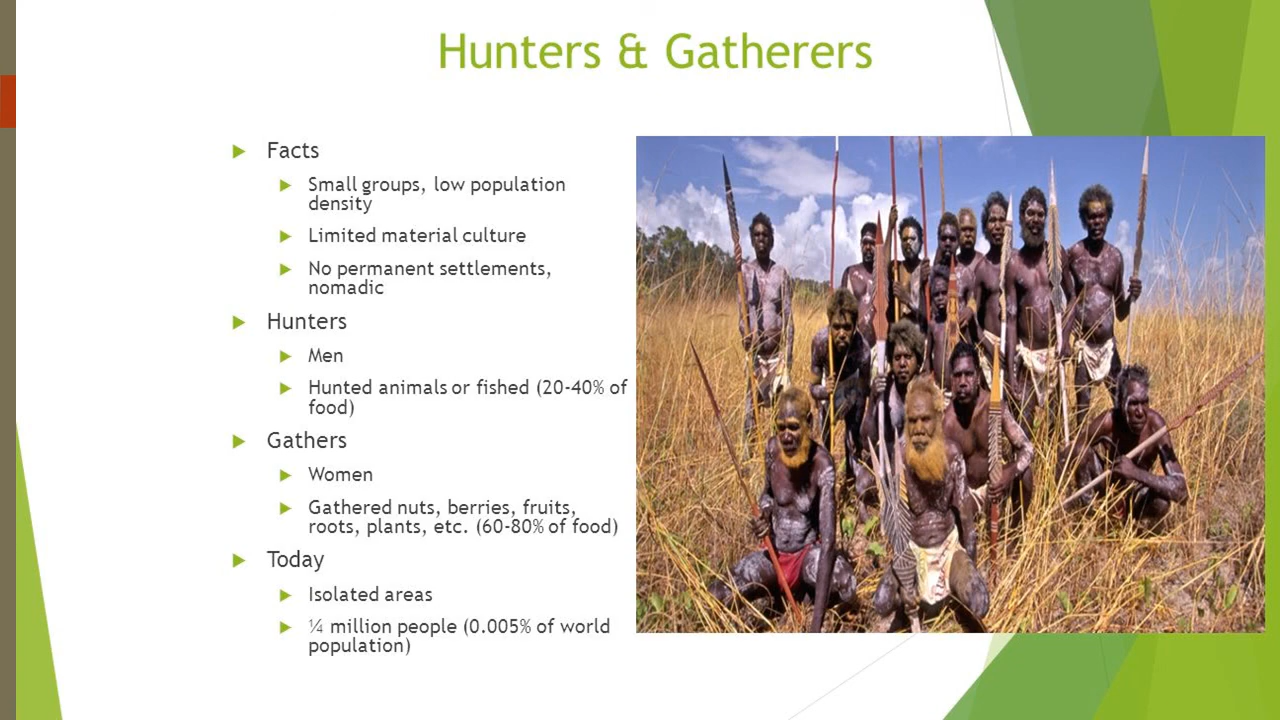 Hunters & Gatherers
Facts
Small groups, low population
density
Limited material culture
No permanent settlements,
nomadic
Hunters
Men
Hunted animals or fished (20-40% of
food)
Gathers
Women
Gathered nuts, berries, fruits,
roots, plants, etc. (60-80% of food)
Today
Isolated areas
¼ million people (0.005% of world
population)